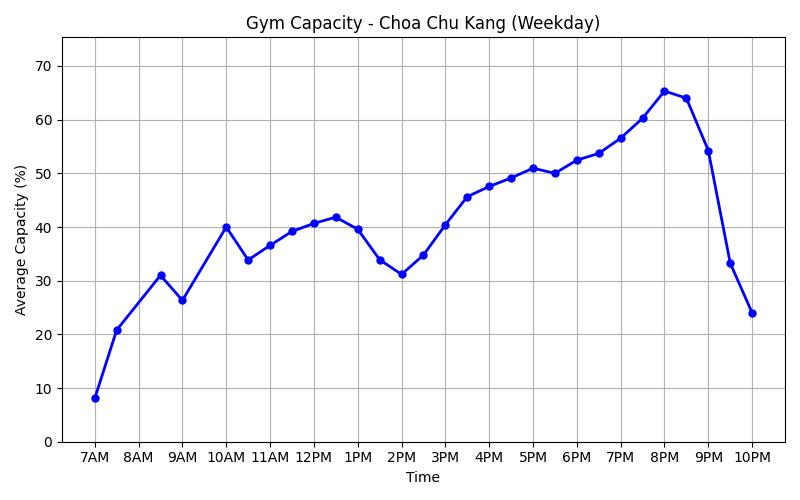 Gym Capacity - Choa Chu Kang (Weekday)
Average Capacity (%)
70
60
50
40
30
20
10
0
7AM 8AM 9AM 10AM 11AM 12PM 1PM 2PM 3PM 4PM 5PM 6PM 7PM 8PM 9PM 10PM
Time